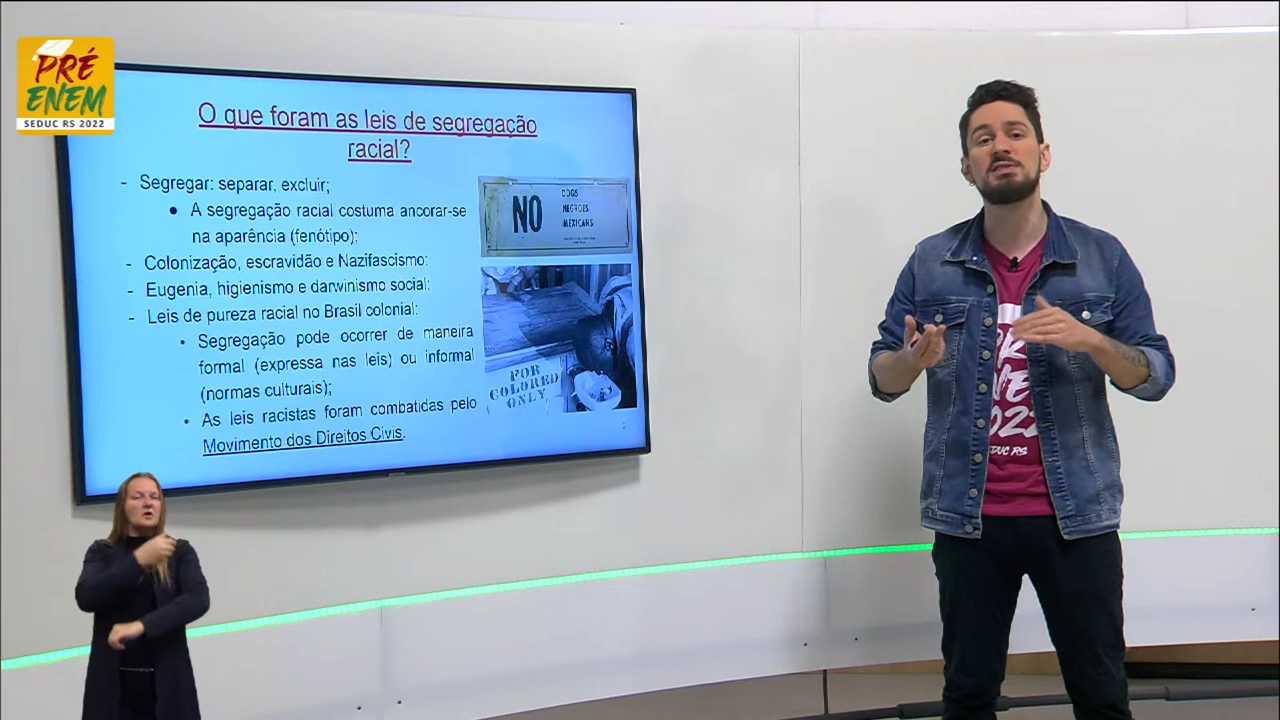 PRÉ
ENEM
SEDUC RS 2022
O que foram as leis de segregação
racial?
- Segregar: separar, excluir;
● A segregação racial costuma ancorar-se
na aparência (fenótipo);
- Colonização, escravidão e Nazifascismo;
- Eugenia, higienismo e darwinismo social;
- Leis de pureza racial no Brasil colonial:
• Segregação pode ocorrer de maneira
formal (expressa nas leis) ou informal
(normas culturais);
• As leis racistas foram combatidas pelo
Movimento dos Direitos Civis.
NO
DOGS
NEGROES
MEXICANS
FOR
COLORED
ONLY
2022
SEDUC RS